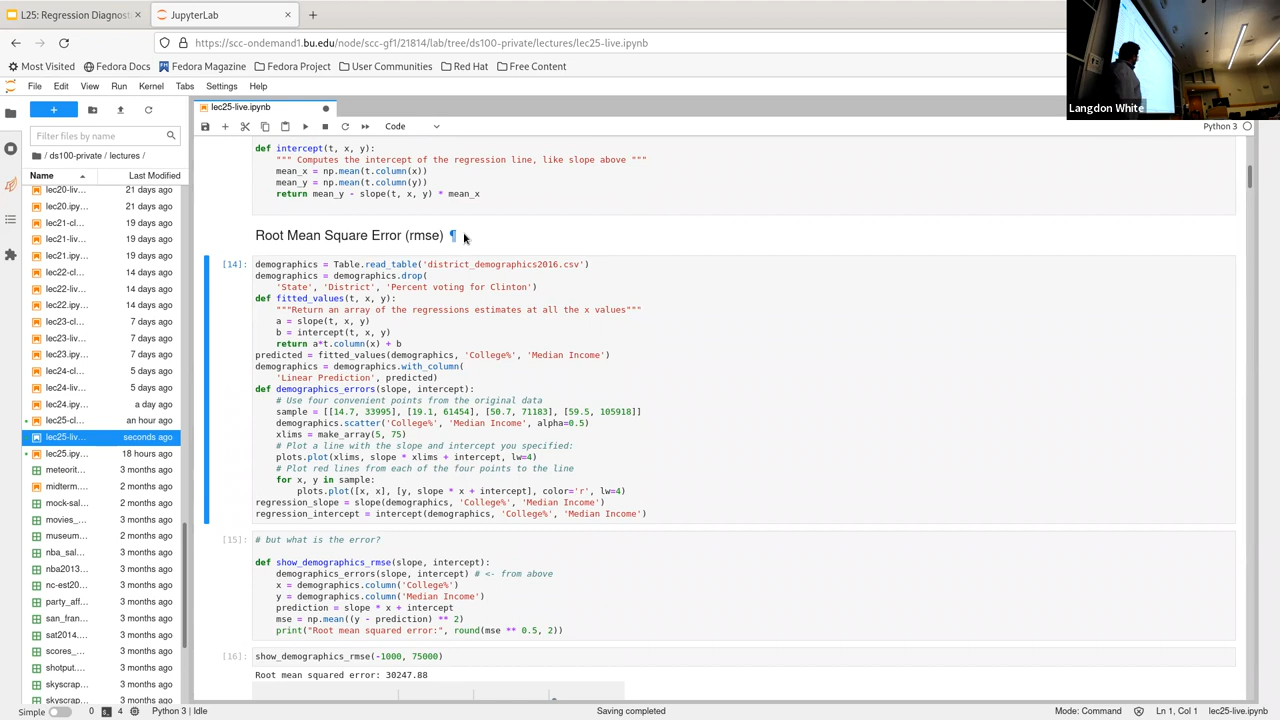 L25: Regression Diagnost
JupyterLab
https://scc-ondemand1.bu.edu/node/scc-gf1/21814/lab/tree/ds100-private/lectures/lec25-live.ipynb
Most Visited
Fedora Docs
Fedora Magazine
Fedora Project
User Communities
Red Hat
Free Content
Langdon White
File Edit View Run Kernel Tabs Settings Help
lec25-live.ipynb
Code
Python 3
Filter files by name
/ ds100-private / lectures /
Name Last Modified
lec20-liv... 21 days ago
lec20.ipy... 21 days ago
lec21-cl... 19 days ago
lec21-liv... 19 days ago
lec21.ipy... 19 days ago
lec22-cl... 14 days ago
lec22-liv... 14 days ago
lec22.ipy... 14 days ago
lec23-cl... 7 days ago
lec23-liv... 7 days ago
lec23.ipy... 7 days ago
lec24-cl... 5 days ago
lec24-liv... 5 days ago
lec24.ipy... a day ago
lec25-cl... an hour ago
lec25-liv... seconds ago
lec25.ipy... 18 hours ago
meteorit... 3 months ago
midterm.... 2 months ago
mock-sal... 2 months ago
movies_... 3 months ago
museum... 2 months ago
nba_sal... 3 months ago
nba2013... 3 months ago
nc-est20... 3 months ago
party_aff... 3 months ago
san_fran... 3 months ago
sat2014.... 3 months ago
scores_... 3 months ago
shotput.... 3 months ago
skyscrap... 3 months ago
skyscrap... 3 months ago
def intercept(t, x, y):
""" Computes the intercept of the regression line, like slope above """
mean_x = np.mean(t.column(x))
mean_y = np.mean(t.column(y))
return mean_y - slope(t, x, y) * mean_x
Root Mean Square Error (rmse) ¶
[14]: demographics = Table.read_table('district_demographics2016.csv')
demographics = demographics.drop(
'State', 'District', 'Percent voting for Clinton')
def fitted_values(t, x, y):
"""Return an array of the regressions estimates at all the x values"""
a = slope(t, x, y)
b = intercept(t, x, y)
return a*t.column(x) + b
predicted = fitted_values(demographics, 'College%', 'Median Income')
demographics = demographics.with_column(
'Linear Prediction', predicted)
def demographics_errors(slope, intercept):
# Use four convenient points from the original data
sample = [[14.7, 33995], [19.1, 61454], [50.7, 71183], [59.5, 105918]]
demographics.scatter('College%', 'Median Income', alpha=0.5)
xlims = make_array(5, 75)
# Plot a line with the slope and intercept you specified:
plots.plot(xlims, slope * xlims + intercept, lw=4)
# Plot red lines from each of the four points to the line
for x, y in sample:
plots.plot([x, x], [y, slope * x + intercept], color='r', lw=4)
regression_slope = slope(demographics, 'College%', 'Median Income')
regression_intercept = intercept(demographics, 'College%', 'Median Income')
[15]: # but what is the error?
def show_demographics_rmse(slope, intercept):
demographics_errors(slope, intercept) # <- from above
x = demographics.column('College%')
y = demographics.column('Median Income')
prediction = slope * x + intercept
mse = np.mean((y - prediction) ** 2)
print("Root mean squared error:", round(mse ** 0.5, 2))
[16]: show_demographics_rmse(-1000, 75000)
Root mean squared error: 30247.88
Simple 0 4 Python 3 | Idle Saving completed Mode: Command Ln 1, Col 1 lec25-live.ipynb